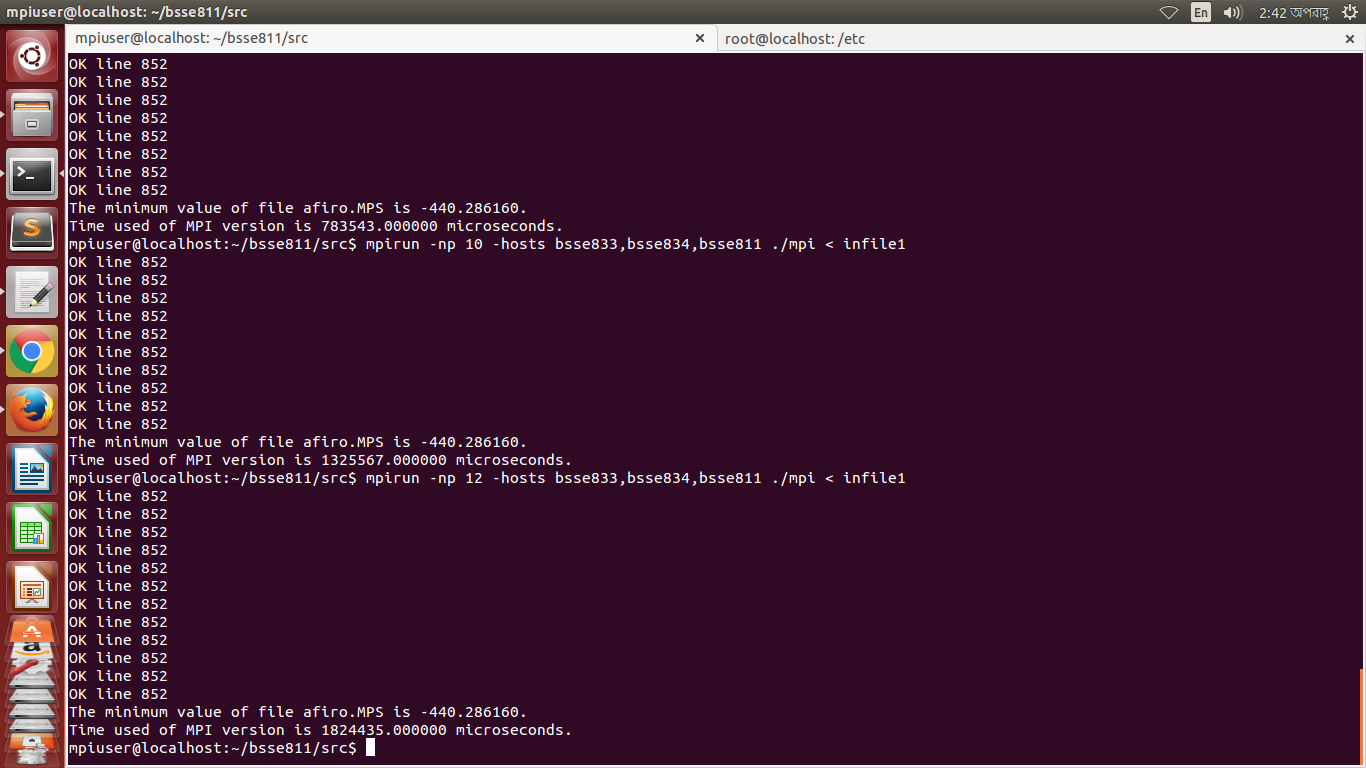 mpiuser@localhost: ~/bsse811/src
En
2:42 অপরাহ্ণ
mpiuser@localhost: ~/bsse811/src ×
root@localhost: /etc ×
OK line 852
OK line 852
OK line 852
OK line 852
OK line 852
OK line 852
OK line 852
OK line 852
The minimum value of file afiro.MPS is -440.286160.
Time used of MPI version is 783543.000000 microseconds.
mpiuser@localhost:~/bsse811/src$ mpirun -np 10 -hosts bsse833,bsse834,bsse811 ./mpi < infile1
OK line 852
OK line 852
OK line 852
OK line 852
OK line 852
OK line 852
OK line 852
OK line 852
OK line 852
OK line 852
The minimum value of file afiro.MPS is -440.286160.
Time used of MPI version is 1325567.000000 microseconds.
mpiuser@localhost:~/bsse811/src$ mpirun -np 12 -hosts bsse833,bsse834,bsse811 ./mpi < infile1
OK line 852
OK line 852
OK line 852
OK line 852
OK line 852
OK line 852
OK line 852
OK line 852
OK line 852
OK line 852
OK line 852
OK line 852
The minimum value of file afiro.MPS is -440.286160.
Time used of MPI version is 1824435.000000 microseconds.
mpiuser@localhost:~/bsse811/src$